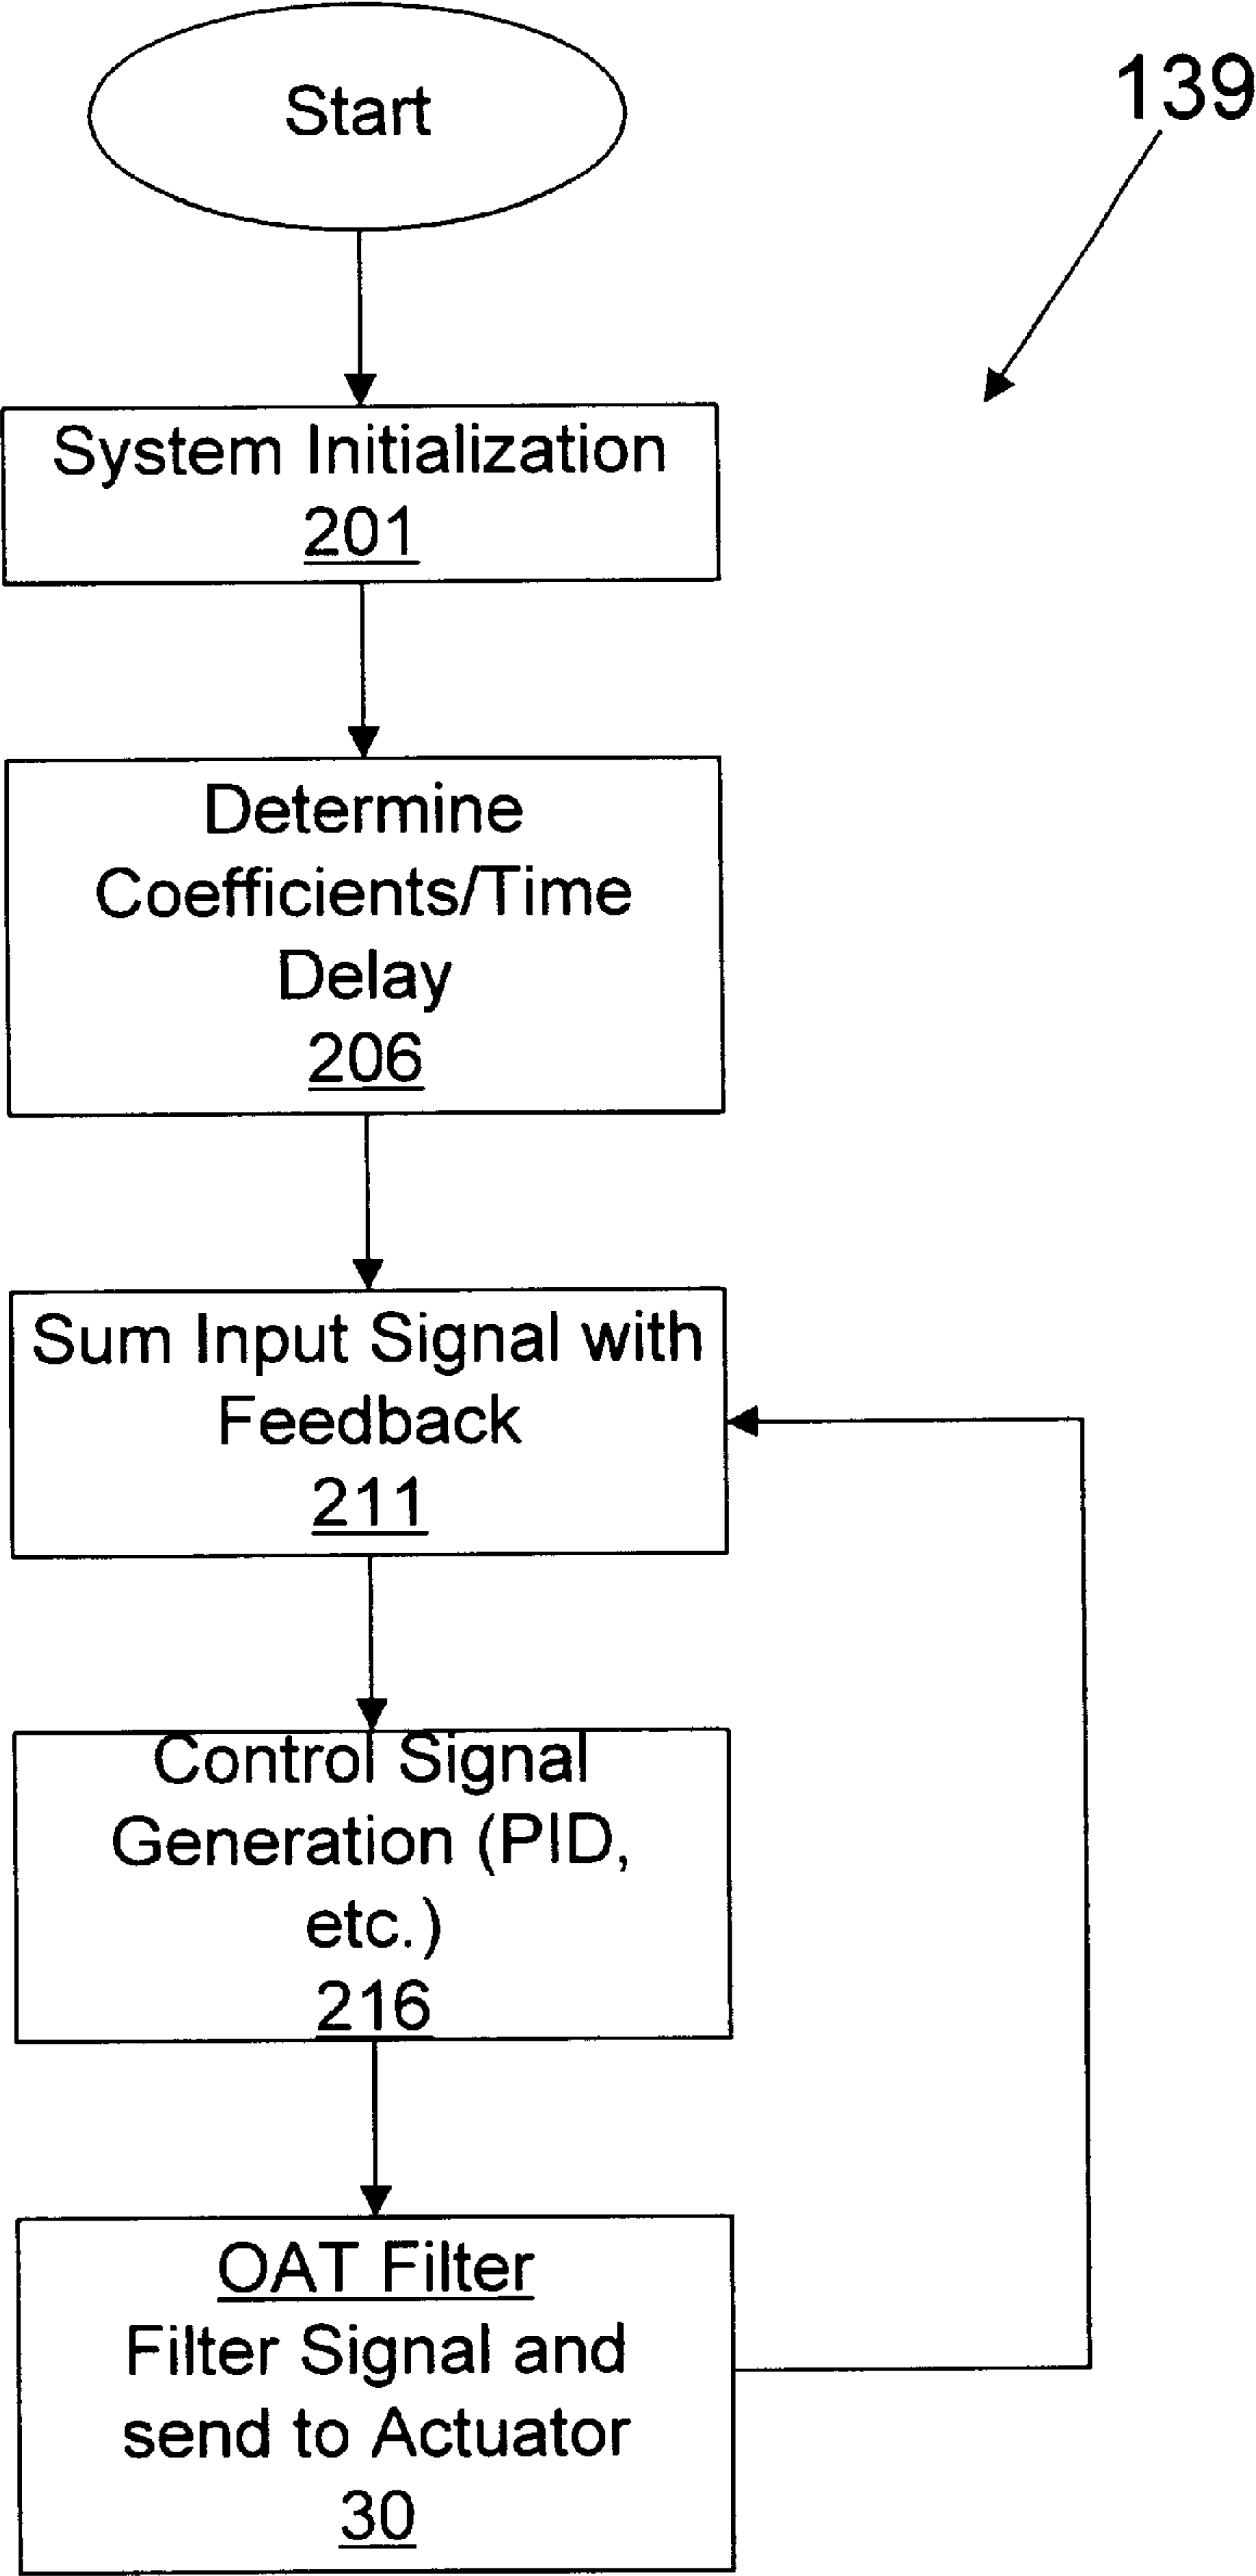 Start
139
System Initialization
201
Determine
Coefficients/Time
Delay
206
Sum Input Signal with
Feedback
211
Control Signal
Generation (PID,
etc.)
216
OAT Filter
Filter Signal and
send to Actuator
30